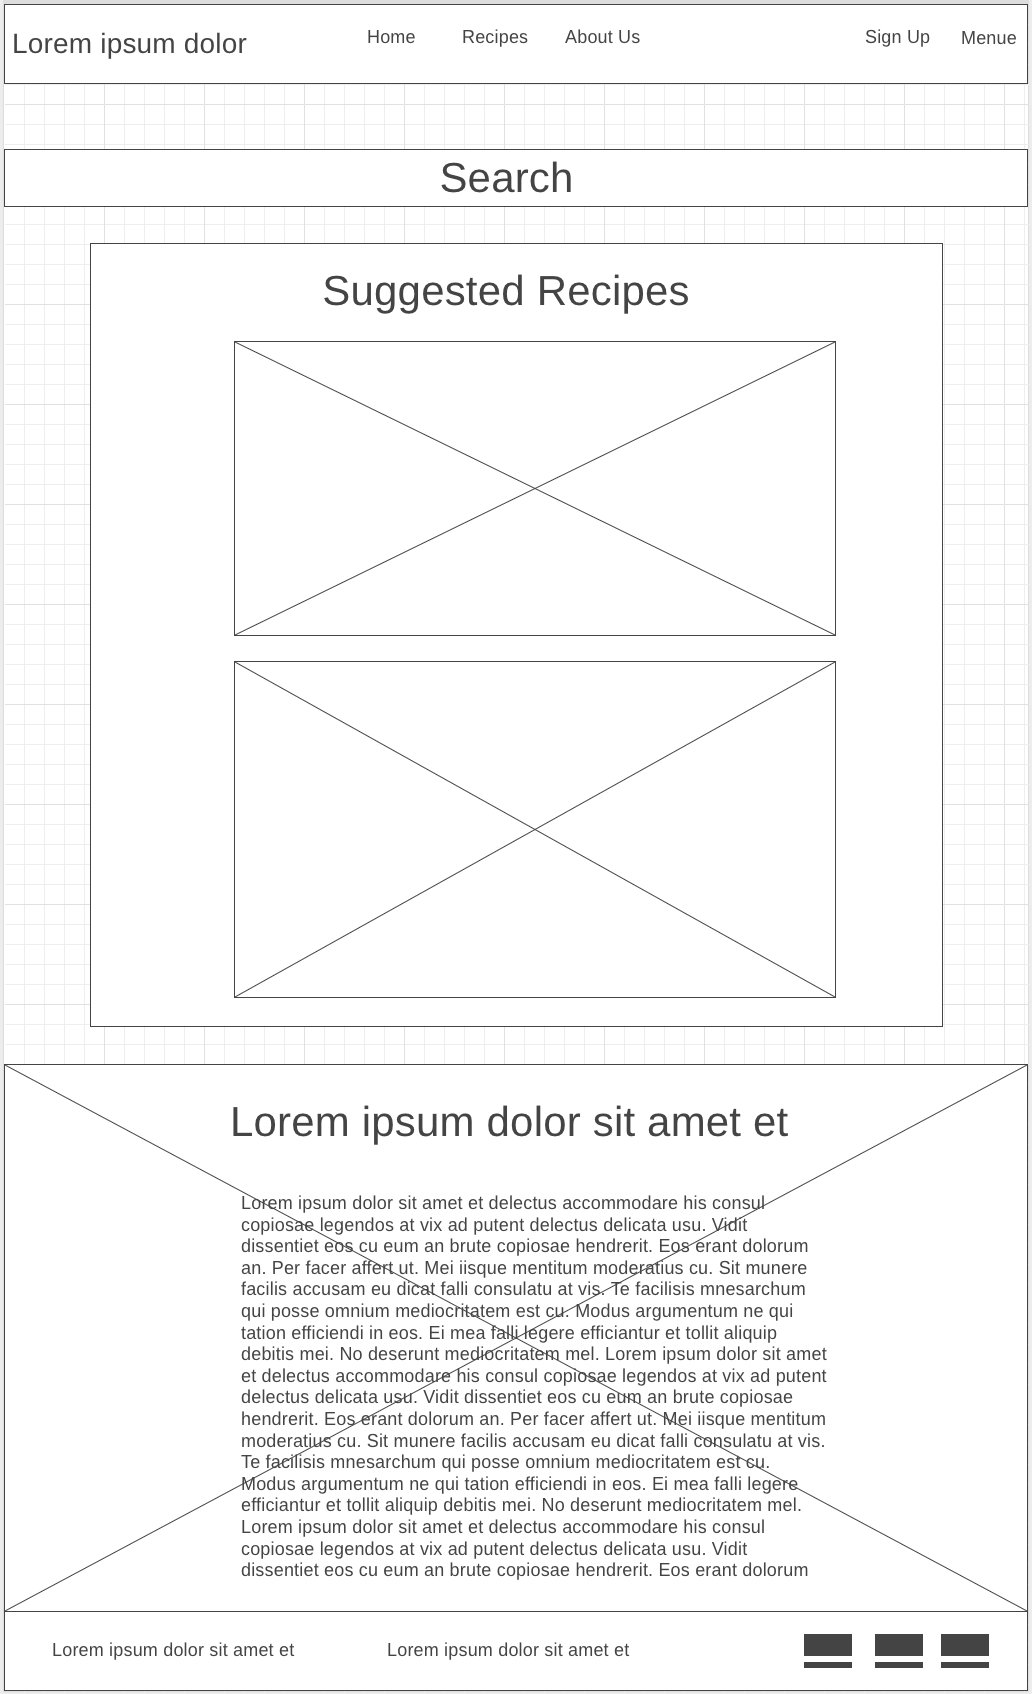 Lorem ipsum dolor
Home
Recipes
About Us
Sign Up
Menue
Search
Suggested Recipes
Lorem ipsum dolor sit amet et
Lorem ipsum dolor sit amet et delectus accommodare his consul
copiosae legendos at vix ad putent delectus delicata usu. Vidit
dissentiet eos cu eum an brute copiosae hendrerit. Eos erant dolorum
an. Per facer affert ut. Mei iisque mentitum moderatius cu. Sit munere
facilis accusam eu dicat falli consulatu at vis. Te facilisis mnesarchum
qui posse omnium mediocritatem est cu. Modus argumentum ne qui
tation efficiendi in eos. Ei mea falli legere efficiantur et tollit aliquip
debitis mei. No deserunt mediocritatem mel. Lorem ipsum dolor sit amet
et delectus accommodare his consul copiosae legendos at vix ad putent
delectus delicata usu. Vidit dissentiet eos cu eum an brute copiosae
hendrerit. Eos erant dolorum an. Per facer affert ut. Mei iisque mentitum
moderatius cu. Sit munere facilis accusam eu dicat falli consulatu at vis.
Te facilisis mnesarchum qui posse omnium mediocritatem est cu.
Modus argumentum ne qui tation efficiendi in eos. Ei mea falli legere
efficiantur et tollit aliquip debitis mei. No deserunt mediocritatem mel.
Lorem ipsum dolor sit amet et delectus accommodare his consul
copiosae legendos at vix ad putent delectus delicata usu. Vidit
dissentiet eos cu eum an brute copiosae hendrerit. Eos erant dolorum
Lorem ipsum dolor sit amet et
Lorem ipsum dolor sit amet et